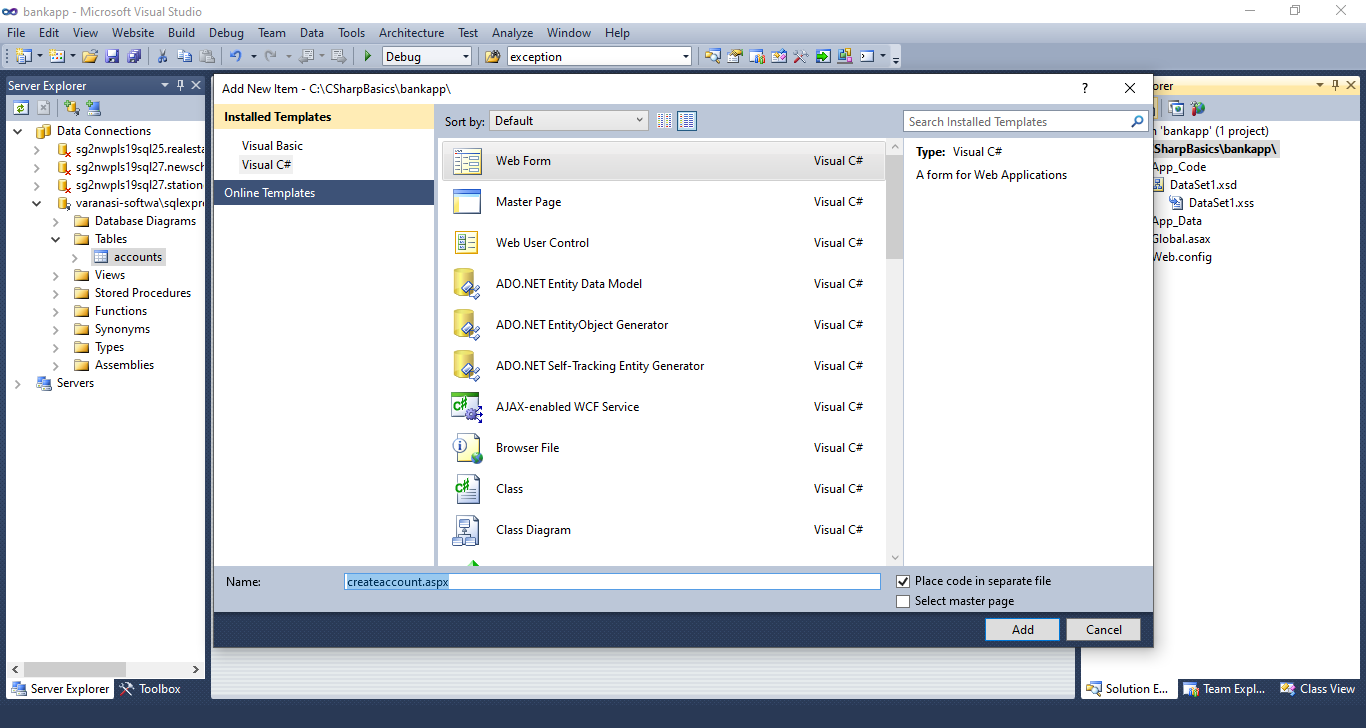 bankapp - Microsoft Visual Studio
File Edit View Website Build Debug Team Data Tools Architecture Test Analyze Window Help
Debug
exception
Server Explorer
Data Connections
sg2nwpls19sql25.realesta
sg2nwpls19sql27.newsch
sg2nwpls19sql27.station
varanasi-softwa\sqlexpre
Database Diagrams
Tables
accounts
Views
Stored Procedures
Functions
Synonyms
Types
Assemblies
Servers
Server Explorer
Toolbox
Add New Item - C:\CSharpBasics\bankapp\
? 
Installed Templates
Visual Basic
Visual C#
Online Templates
Sort by: Default
Search Installed Templates
Web Form Visual C#
Master Page Visual C#
Web User Control Visual C#
ADO.NET Entity Data Model Visual C#
ADO.NET EntityObject Generator Visual C#
ADO.NET Self-Tracking Entity Generator Visual C#
AJAX-enabled WCF Service Visual C#
Browser File Visual C#
Class Visual C#
Class Diagram Visual C#
Type: Visual C#
A form for Web Applications
Name: createaccount.aspx
Place code in separate file
Select master page
Add
Cancel
orer
n 'bankapp' (1 project)
SharpBasics\bankapp\
App_Code
DataSet1.xsd
DataSet1.xss
App_Data
Global.asax
Web.config
Solution E...
Team Expl...
Class View